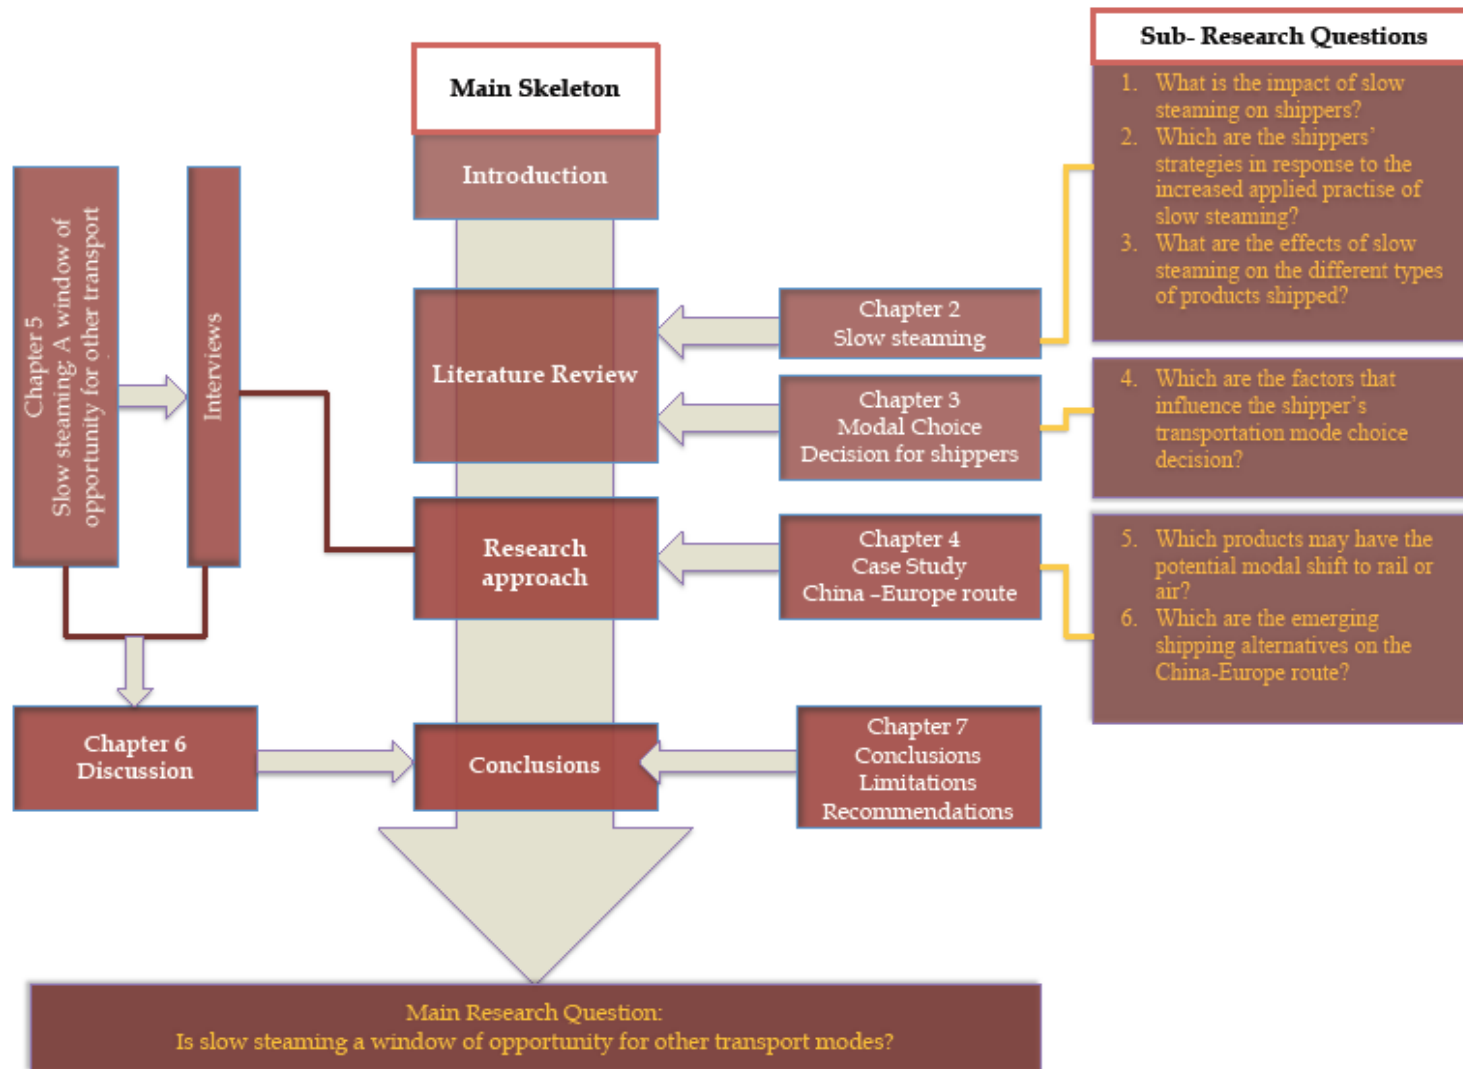 Sub- Research Questions
Main Skeleton
1. What is the impact of slow
steaming on shippers?
2. Which are the shippers'
strategies in response to the
increased applied practise of
slow steaming?
3. What are the effects of slow
steaming on the different types
of products shipped?
Introduction
Chapter 5
Slow steaming: A window of
opportunity for other transport
Interviews
Literature Review
Chapter 2
Slow steaming
Chapter 3
Modal Choice
Decision for shippers
4. Which are the factors that
influence the shipper's
transportation mode choice
decision?
Research
approach
Chapter 4
Case Study
China –Europe route
5. Which products may have the
potential modal shift to rail or
air?
6. Which are the emerging
shipping alternatives on the
China-Europe route?
Chapter 6
Discussion
Conclusions
Chapter 7
Conclusions
Limitations
Recommendations
Main Research Question:
Is slow steaming a window of opportunity for other transport modes?